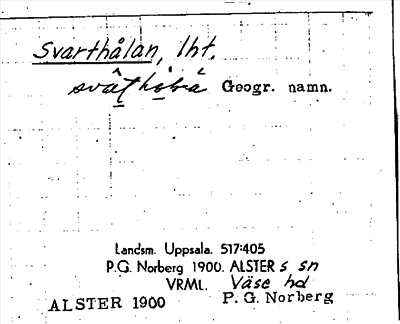 Svarthålan, lht.
Geogr. namn.
Landsm. Uppsala. 517:405
P.G. Norberg 1900. ALSTER s sn
VRML. Väse hd
ALSTER 1900 P. G. Norberg